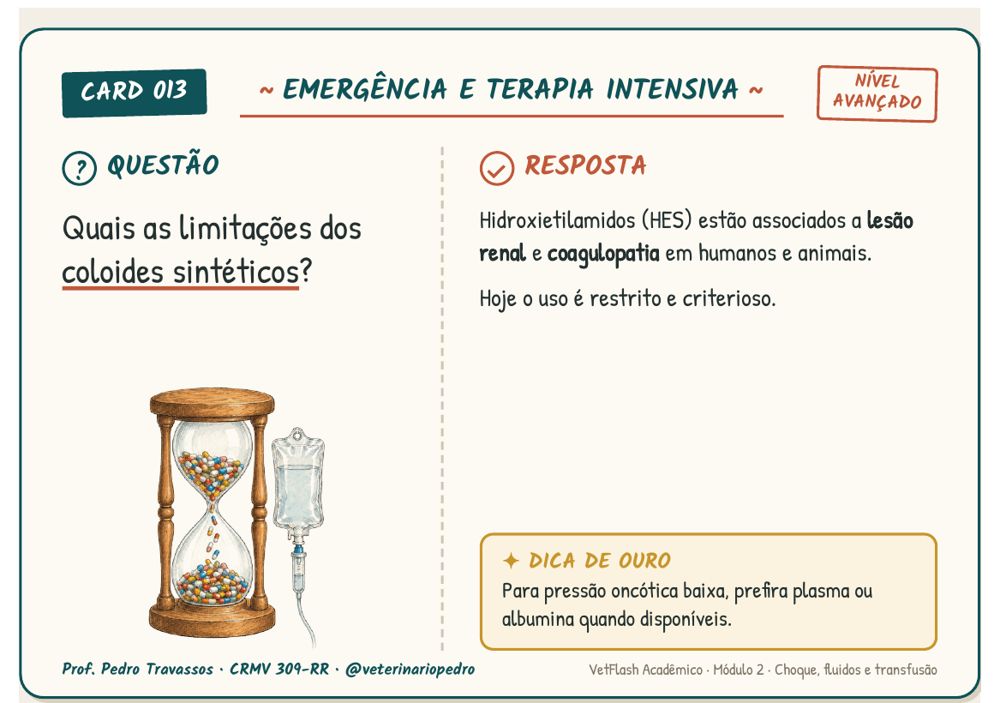 CARD 013
~ EMERGÊNCIA E TERAPIA INTENSIVA ~
NÍVEL
AVANÇADO
? QUESTÃO
Quais as limitações dos
coloides sintéticos?
RESPOSTA
Hidroxietilamidos (HES) estão associados a lesão
renal e coagulopatia em humanos e animais.
Hoje o uso é restrito e criterioso.
✦ DICA DE OURO
Para pressão oncótica baixa, prefira plasma ou
albumina quando disponíveis.
Prof. Pedro Travassos · CRMV 309-RR · @veterinariopedro
VetFlash Acadêmico · Módulo 2 · Choque, fluidos e transfusão